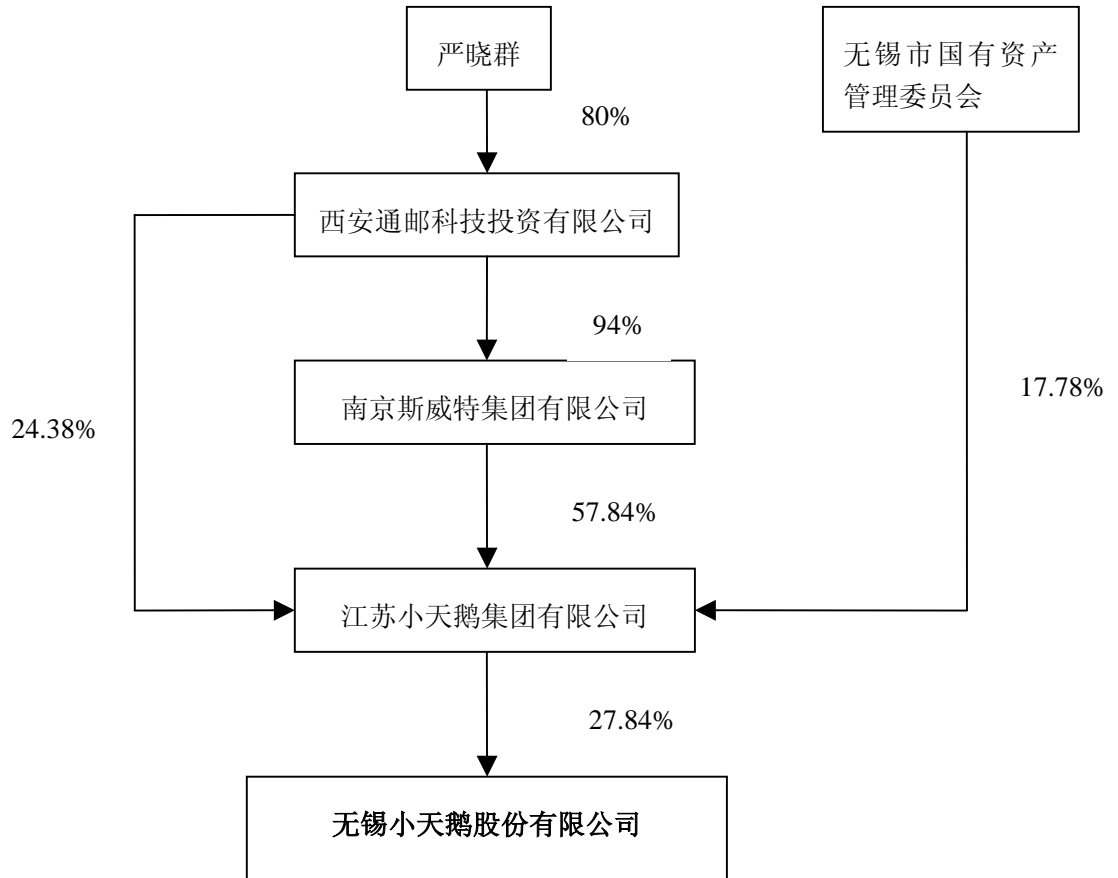 严晓群
无锡市国有资产
管理委员会
80%
西安通邮科技投资有限公司
94%
南京斯威特集团有限公司
17.78%
24.38%
57.84%
江苏小天鹅集团有限公司
27.84%
无锡小天鹅股份有限公司